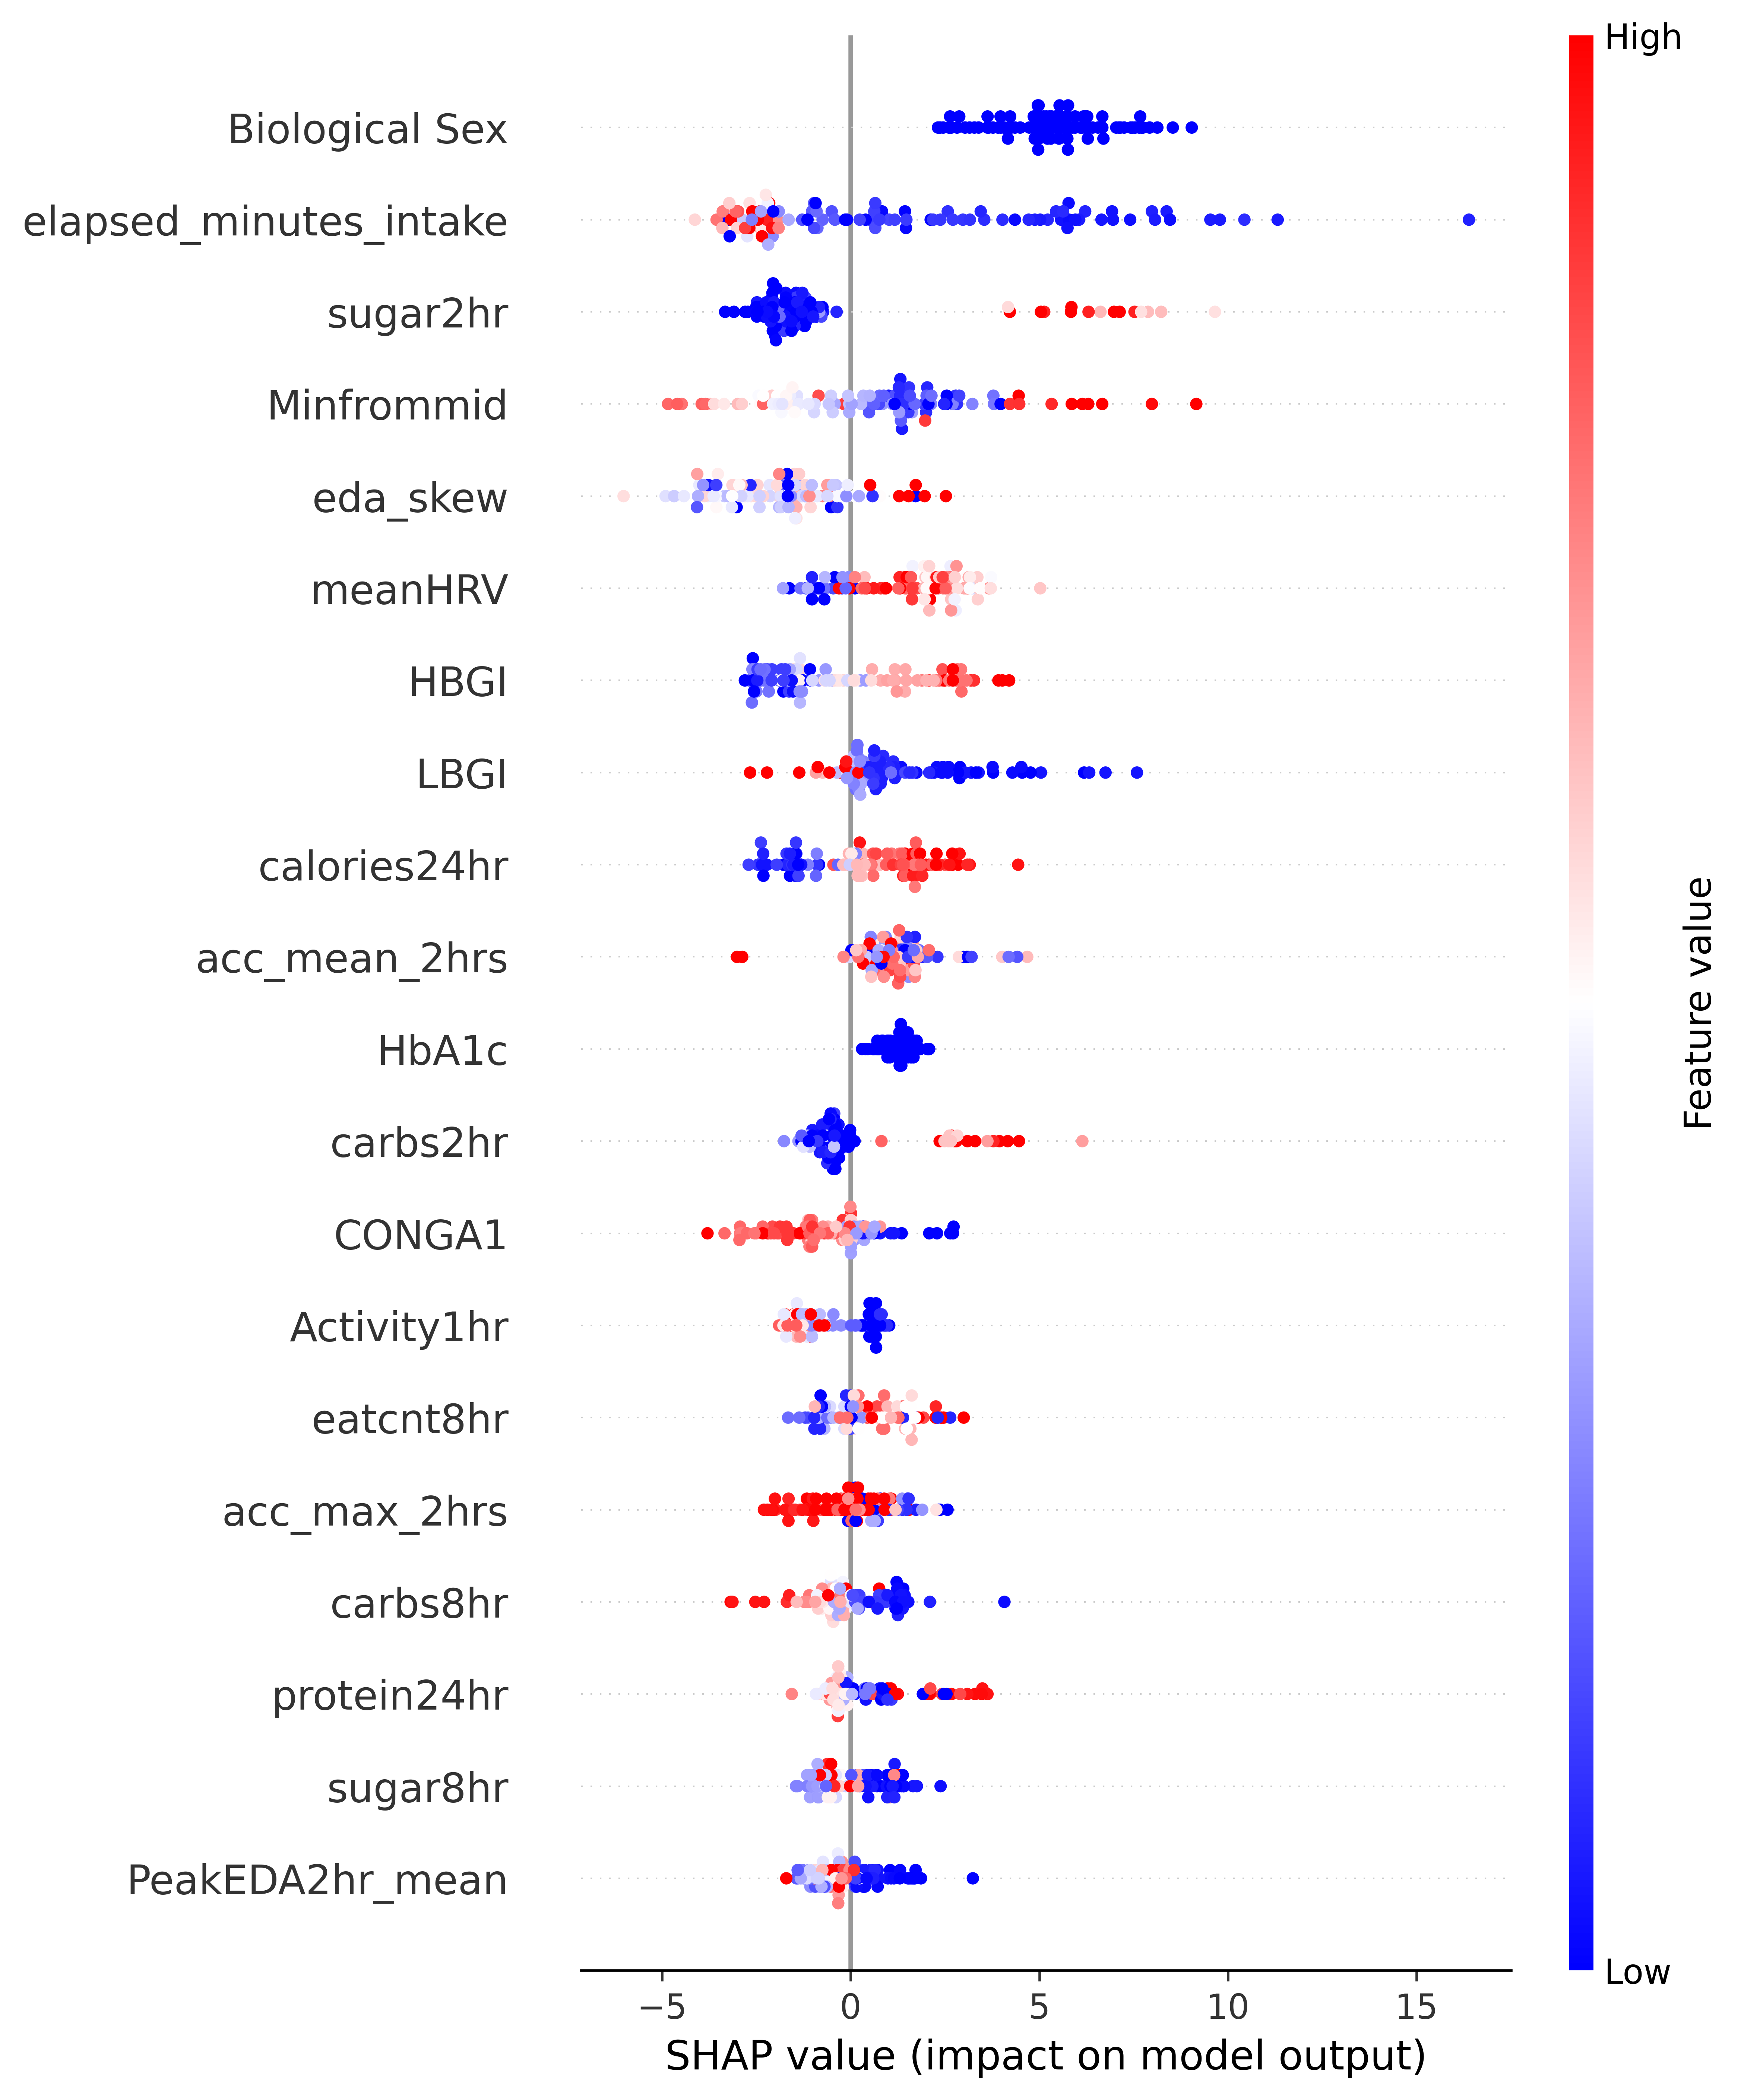 High
Biological Sex
elapsed_minutes_intake
sugar2hr
Minfrommid
eda_skew
meanHRV
HBGI
LBGI
calories24hr
acc_mean_2hrs
HbA1c
carbs2hr
CONGA1
Activity1hr
eatcnt8hr
acc_max_2hrs
carbs8hr
protein24hr
sugar8hr
PeakEDA2hr_mean
Feature value
Low
−5 0 5 10 15
SHAP value (impact on model output)